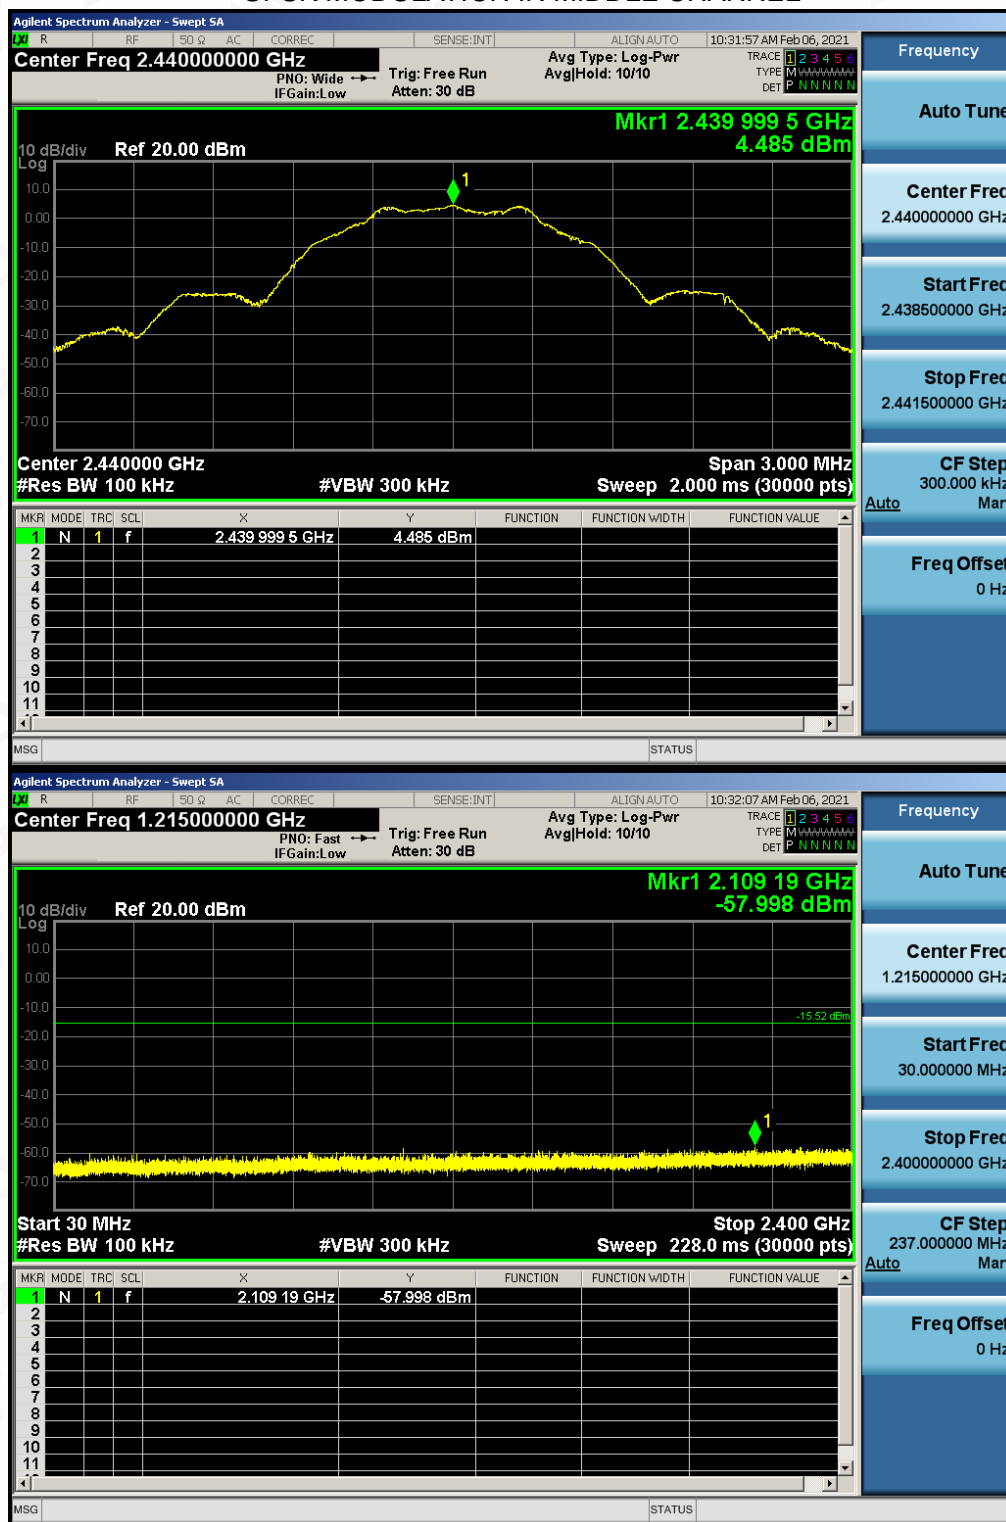 Agilent Spectrum Analyzer - Swept SA
LXI R RF 50 Ω AC CORREC SENSE:INT ALIGN AUTO 10:31:57 AM Feb 06, 2021
Center Freq 2.440000000 GHz
PNO: Wide
IFGain:Low
Trig: Free Run
Atten: 30 dB
Avg Type: Log-Pwr
Avg|Hold: 10/10
TRACE 1 2 3 4 5 6
TYPE M
DET P N N N N N
Mkr1 2.439 999 5 GHz
4.485 dBm
10 dB/div Ref 20.00 dBm
Log
10.0
0.00
-10.0
-20.0
-30.0
-40.0
-50.0
-60.0
-70.0
1
Center 2.440000 GHz Span 3.000 MHz
#Res BW 100 kHz #VBW 300 kHz Sweep 2.000 ms (30000 pts)
MKR MODE TRC SCL X Y FUNCTION FUNCTION WIDTH FUNCTION VALUE
1 N 1 f 2.439 999 5 GHz 4.485 dBm
2
3
4
5
6
7
8
9
10
11
MSG STATUS
Frequency
Auto Tune
Center Freq
2.440000000 GHz
Start Freq
2.438500000 GHz
Stop Freq
2.441500000 GHz
CF Step
300.000 kHz
Auto Man
Freq Offset
0 Hz
Agilent Spectrum Analyzer - Swept SA
LXI R RF 50 Ω AC CORREC SENSE:INT ALIGN AUTO 10:32:07 AM Feb 06, 2021
Center Freq 1.215000000 GHz
PNO: Fast
IFGain:Low
Trig: Free Run
Atten: 30 dB
Avg Type: Log-Pwr
Avg|Hold: 10/10
TRACE 1 2 3 4 5 6
TYPE M
DET P N N N N N
Mkr1 2.109 19 GHz
-57.998 dBm
10 dB/div Ref 20.00 dBm
Log
10.0
0.00
-10.0
-20.0
-30.0
-40.0
-50.0
-60.0
-70.0
-15.52 dBm
1
Start 30 MHz Stop 2.400 GHz
#Res BW 100 kHz #VBW 300 kHz Sweep 228.0 ms (30000 pts)
MKR MODE TRC SCL X Y FUNCTION FUNCTION WIDTH FUNCTION VALUE
1 N 1 f 2.109 19 GHz -57.998 dBm
2
3
4
5
6
7
8
9
10
11
MSG STATUS
Frequency
Auto Tune
Center Freq
1.215000000 GHz
Start Freq
30.000000 MHz
Stop Freq
2.400000000 GHz
CF Step
237.000000 MHz
Auto Man
Freq Offset
0 Hz